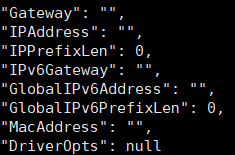 "Gateway": "",
"IPAddress": "",
"IPPrefixLen": 0,
"IPv6Gateway": "",
"GlobalIPv6Address": "",
"GlobalIPv6PrefixLen": 0,
"MacAddress": "",
"DriverOpts": null